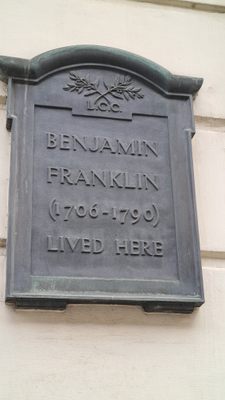 L.C.C.
BENJAMIN
FRANKLIN
(1706-1790)
LIVED HERE